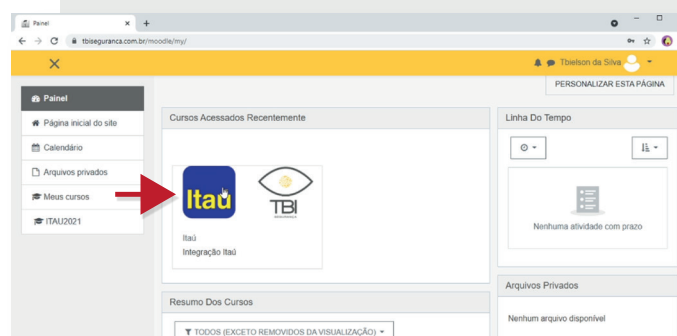 Painel
tbiseguranca.com.br/moodle/my/
Tbielson da Silva
PERSONALIZAR ESTA PÁGINA
Painel
Página inicial do site
Calendário
Arquivos privados
Meus cursos
ITAU2021
Cursos Acessados Recentemente
Itaú
TBI
Itaú
Integração Itaú
Resumo Dos Cursos
TODOS (EXCETO REMOVIDOS DA VISUALIZAÇÃO)
Linha Do Tempo
Nenhuma atividade com prazo
Arquivos Privados
Nenhum arquivo disponível